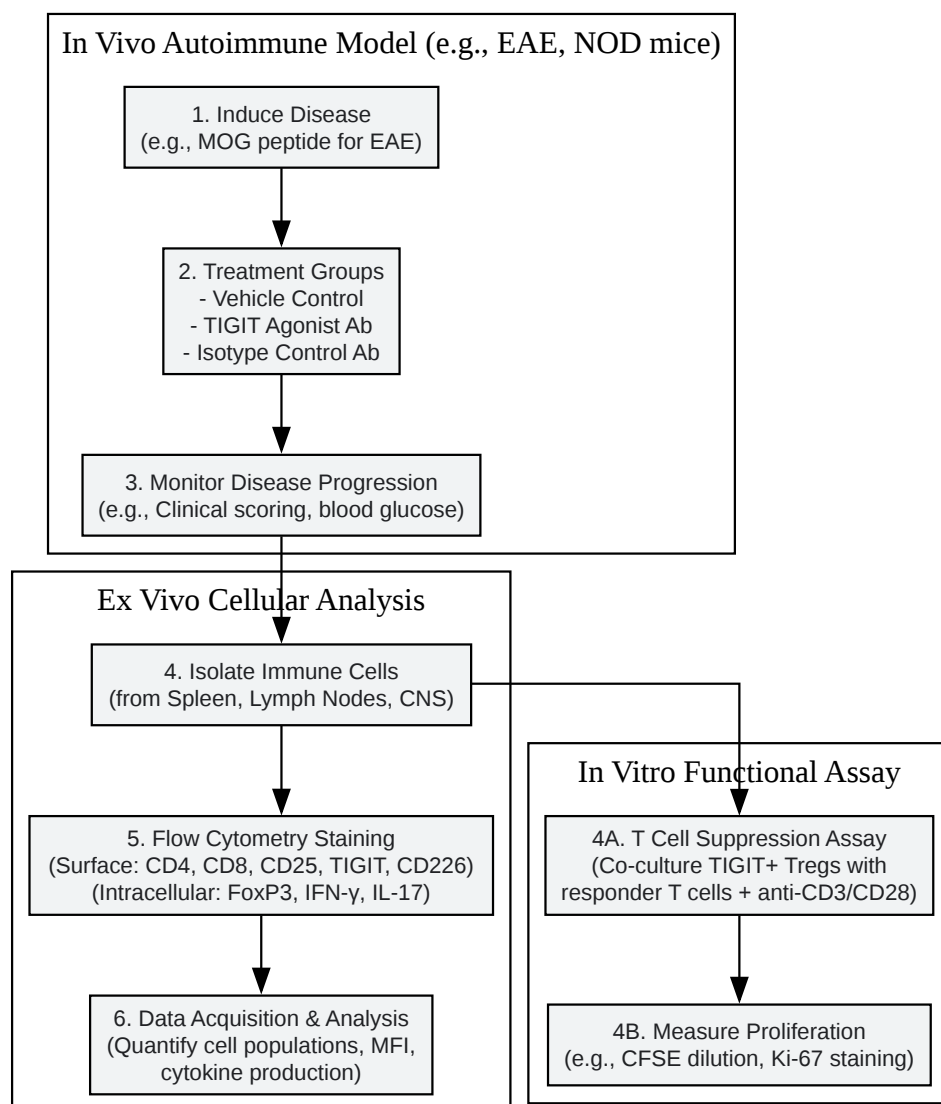 In Vivo Autoimmune Model (e.g., EAE, NOD mice)
1. Induce Disease
(e.g., MOG peptide for EAE)
2. Treatment Groups
- Vehicle Control
- TIGIT Agonist Ab
- Isotype Control Ab
3. Monitor Disease Progression
(e.g., Clinical scoring, blood glucose)
Ex Vivo Cellular Analysis
4. Isolate Immune Cells
(from Spleen, Lymph Nodes, CNS)
5. Flow Cytometry Staining
(Surface: CD4, CD8, CD25, TIGIT, CD226)
(Intracellular: FoxP3, IFN-γ, IL-17)
6. Data Acquisition & Analysis
(Quantify cell populations, MFI,
cytokine production)
In Vitro Functional Assay
4A. T Cell Suppression Assay
(Co-culture TIGIT+ Tregs with
responder T cells + anti-CD3/CD28)
4B. Measure Proliferation
(e.g., CFSE dilution, Ki-67 staining)